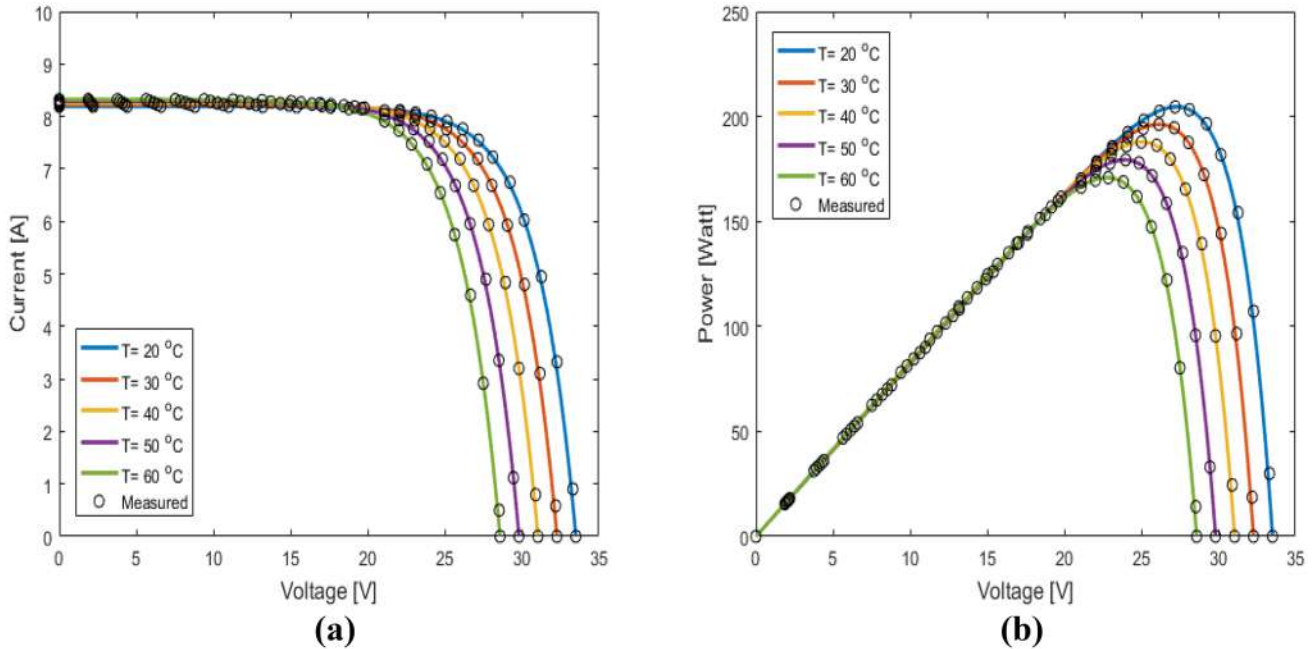 10
9
8
7
6
5
4
3
2
1
0
Current [A]
T= 20 °C
T= 30 °C
T= 40 °C
T= 50 °C
T= 60 °C
Measured
0 5 10 15 20 25 30 35
Voltage [V]
(a)
250
200
150
100
50
0
Power [Watt]
T= 20 °C
T= 30 °C
T= 40 °C
T= 50 °C
T= 60 °C
Measured
0 5 10 15 20 25 30 35
Voltage [V]
(b)